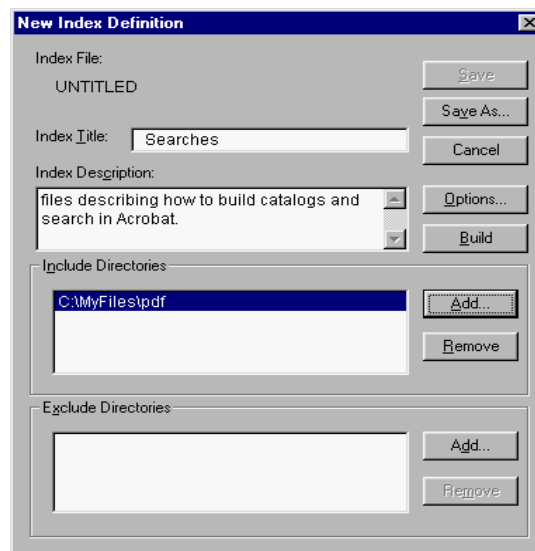 New Index Definition
Index File:
UNTITLED
Save
Save As...
Index Title: Searches
Cancel
Index Description:
files describing how to build catalogs and
search in Acrobat.
Options...
Build
Include Directories
C:\MyFiles\pdf
Add...
Remove
Exclude Directories
Add...
Remove